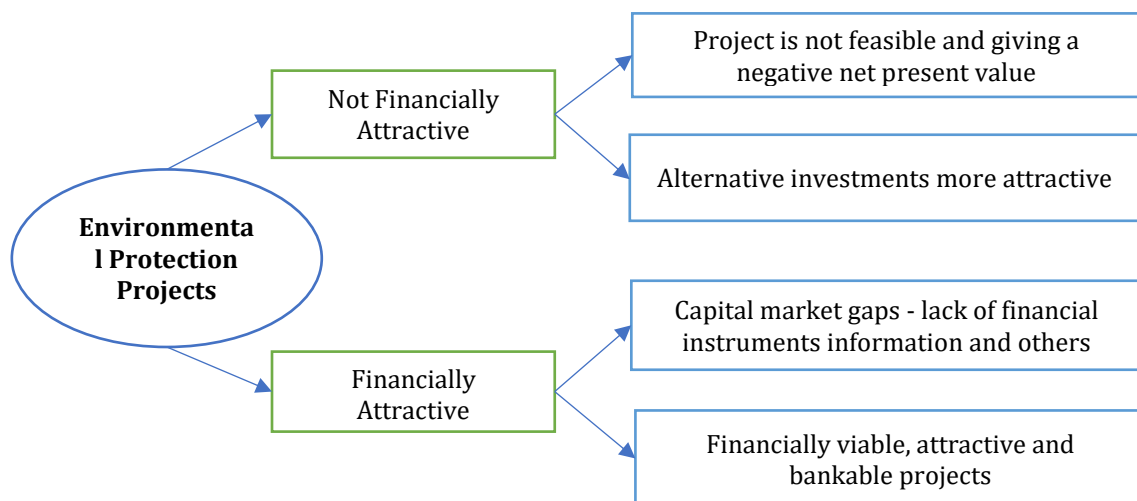 Environmenta
l Protection
Projects
Not Financially
Attractive
Project is not feasible and giving a
negative net present value
Alternative investments more attractive
Financially
Attractive
Capital market gaps - lack of financial
instruments information and others
Financially viable, attractive and
bankable projects